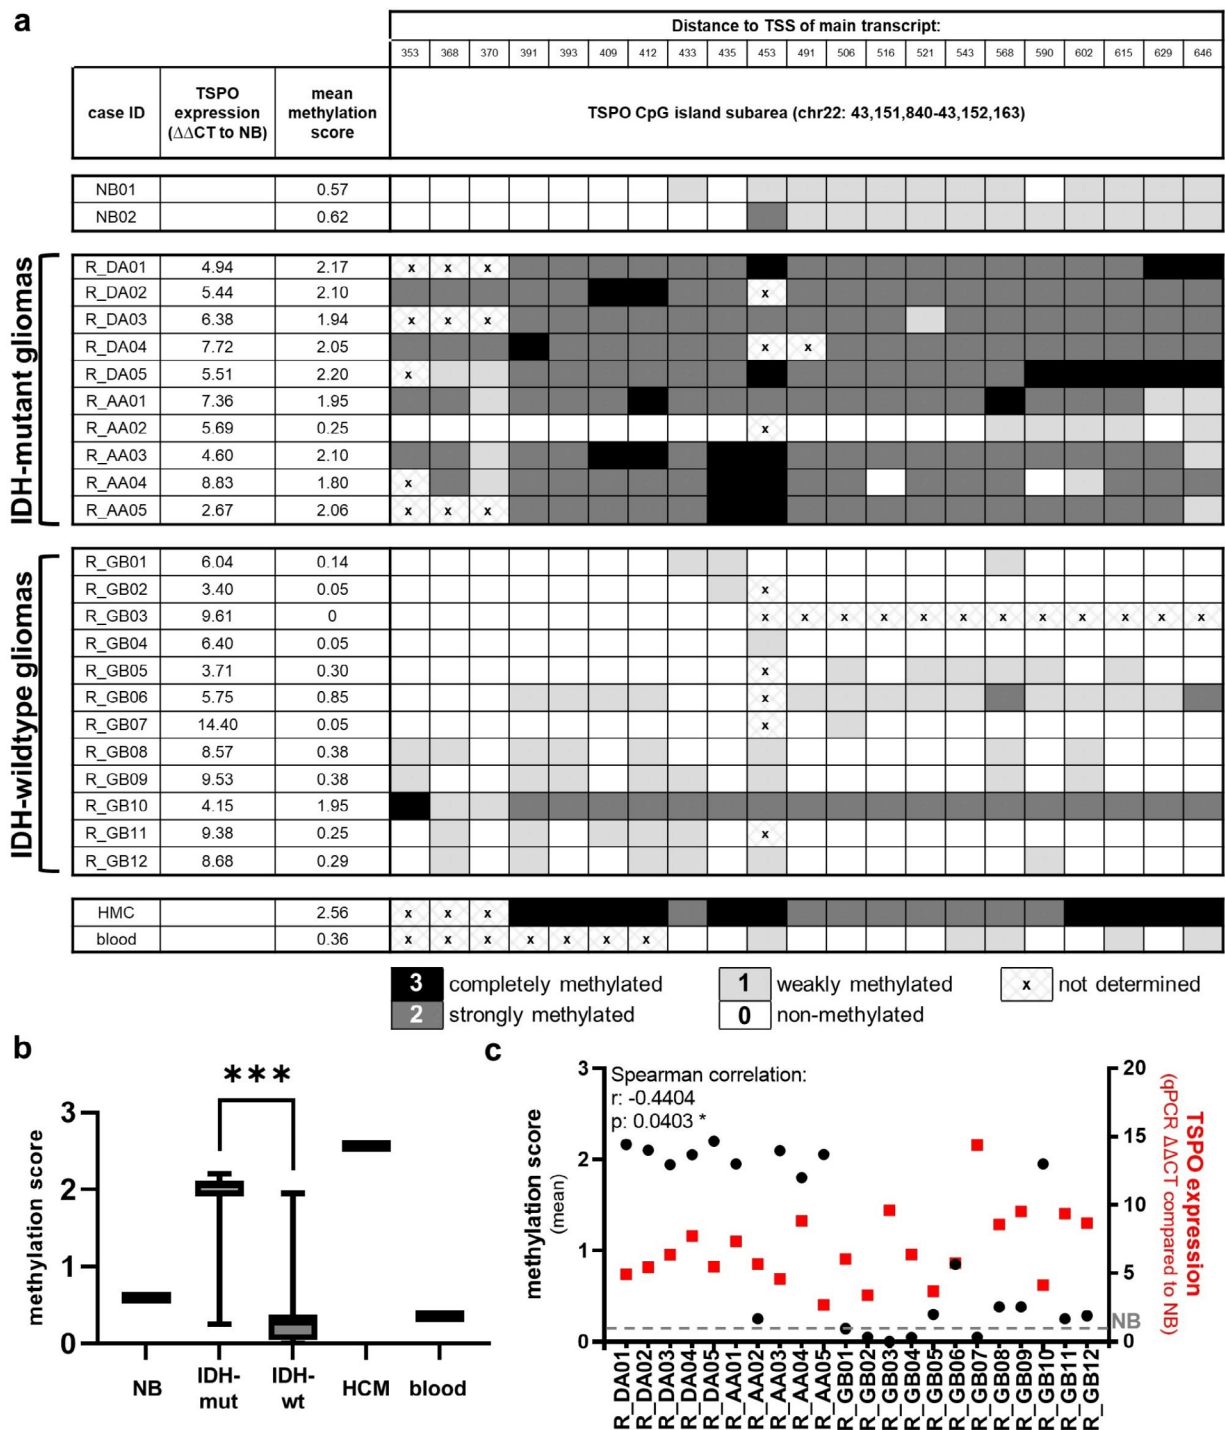 a
Distance to TSS of main transcript:
353 368 370 391 393 409 412 433 435 453 491 506 516 521 543 568 590 602 615 629 646
case ID
TSPO
expression
(ΔΔCT to NB)
mean
methylation
score
TSPO CpG island subarea (chr22: 43,151,840-43,152,163)
NB01 0.57
NB02 0.62
IDH-mutant gliomas
R_DA01 4.94 2.17 x x x
R_DA02 5.44 2.10 x
R_DA03 6.38 1.94 x x x
R_DA04 7.72 2.05 x x
R_DA05 5.51 2.20 x
R_AA01 7.36 1.95
R_AA02 5.69 0.25 x
R_AA03 4.60 2.10
R_AA04 8.83 1.80 x
R_AA05 2.67 2.06 x x x
IDH-wildtype gliomas
R_GB01 6.04 0.14
R_GB02 3.40 0.05 x
R_GB03 9.61 0 x x x x x x x x x x x x
R_GB04 6.40 0.05
R_GB05 3.71 0.30 x
R_GB06 5.75 0.85 x
R_GB07 14.40 0.05 x
R_GB08 8.57 0.38
R_GB09 9.53 0.38
R_GB10 4.15 1.95
R_GB11 9.38 0.25 x
R_GB12 8.68 0.29
HMC 2.56 x x x
blood 0.36 x x x x x x x
3 completely methylated 1 weakly methylated x not determined
2 strongly methylated 0 non-methylated
b
***
methylation score
3
2
1
0
NB IDH-mut IDH-wt HCM blood
c
Spearman correlation:
r: -0.4404
p: 0.0403 *
methylation score
(mean)
3
2
1
0
20
15
10
5
0
NB
TSPO expression
(qPCR ΔΔCT compared to NB)
R_DA01
R_DA02
R_DA03
R_DA04
R_DA05
R_AA01
R_AA02
R_AA03
R_AA04
R_AA05
R_GB01
R_GB02
R_GB03
R_GB04
R_GB05
R_GB06
R_GB07
R_GB08
R_GB09
R_GB10
R_GB11
R_GB12